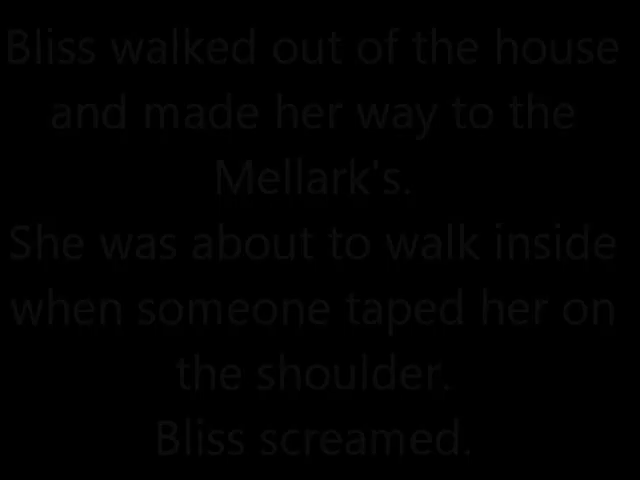 Bliss walked out of the house
and made her way to the
Mellark's.
She was about to walk inside
when someone taped her on
the shoulder.
Bliss screamed.